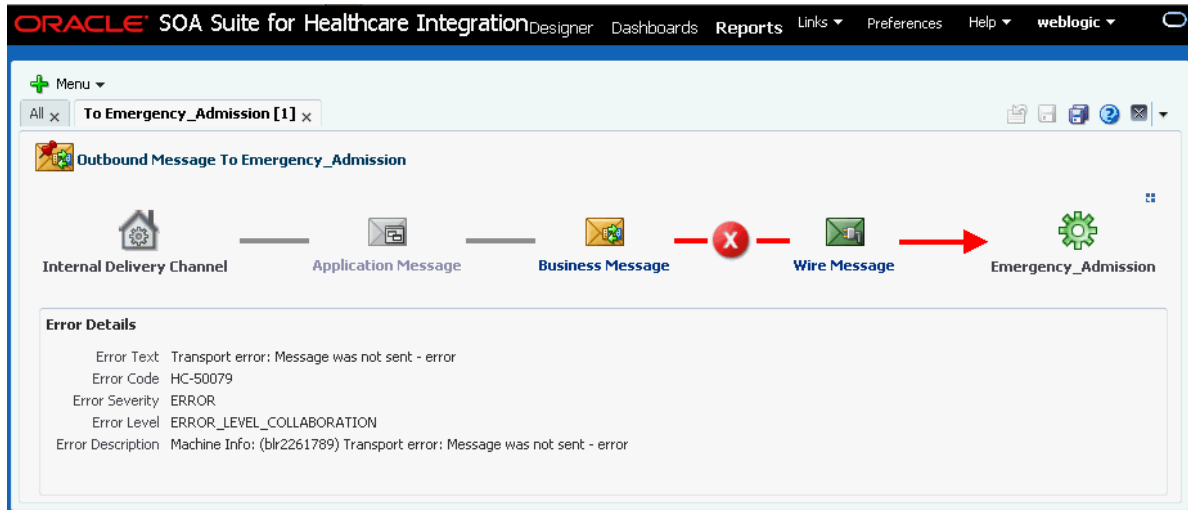 ORACLE® SOA Suite for Healthcare Integration Designer Dashboards Reports Links Preferences Help weblogic
Menu
All x To Emergency_Admission [1] x
Outbound Message To Emergency_Admission
X
Internal Delivery Channel Application Message Business Message Wire Message Emergency_Admission
Error Details
Error Text Transport error: Message was not sent - error
Error Code HC-50079
Error Severity ERROR
Error Level ERROR_LEVEL_COLLABORATION
Error Description Machine Info: (blr2261789) Transport error: Message was not sent - error